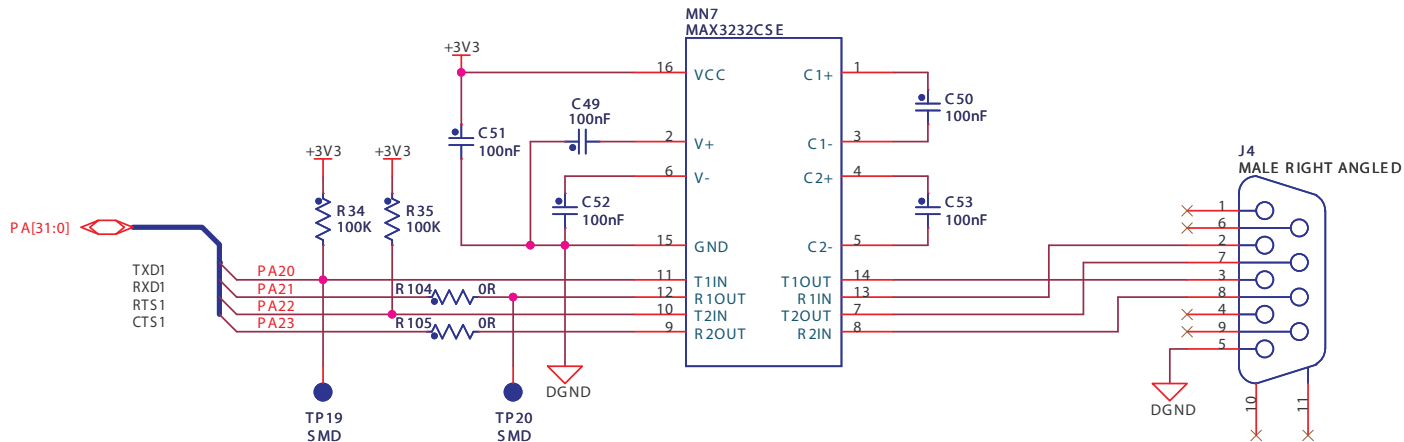 MN7
MAX3232CSE
+3V3
16 VCC C1+ 1
C51
100nF
C49
100nF
C50
100nF
2 V+ C1- 3
6 V- C2+ 4
C52
100nF
C53
100nF
15 GND C2- 5
+3V3 +3V3
R34
100K
R35
100K
PA[31:0]
TXD1
RXD1
RTS1
CTS1
PA20
PA21
PA22
PA23
R104 0R
R105 0R
11 T1IN T1OUT 14
12 R1OUT R1IN 13
10 T2IN T2OUT 7
9 R2OUT R2IN 8
DGND
TP19
SMD
TP20
SMD
J4
MALE RIGHT ANGLED
1
6
2
7
3
8
4
9
5
DGND
10
11